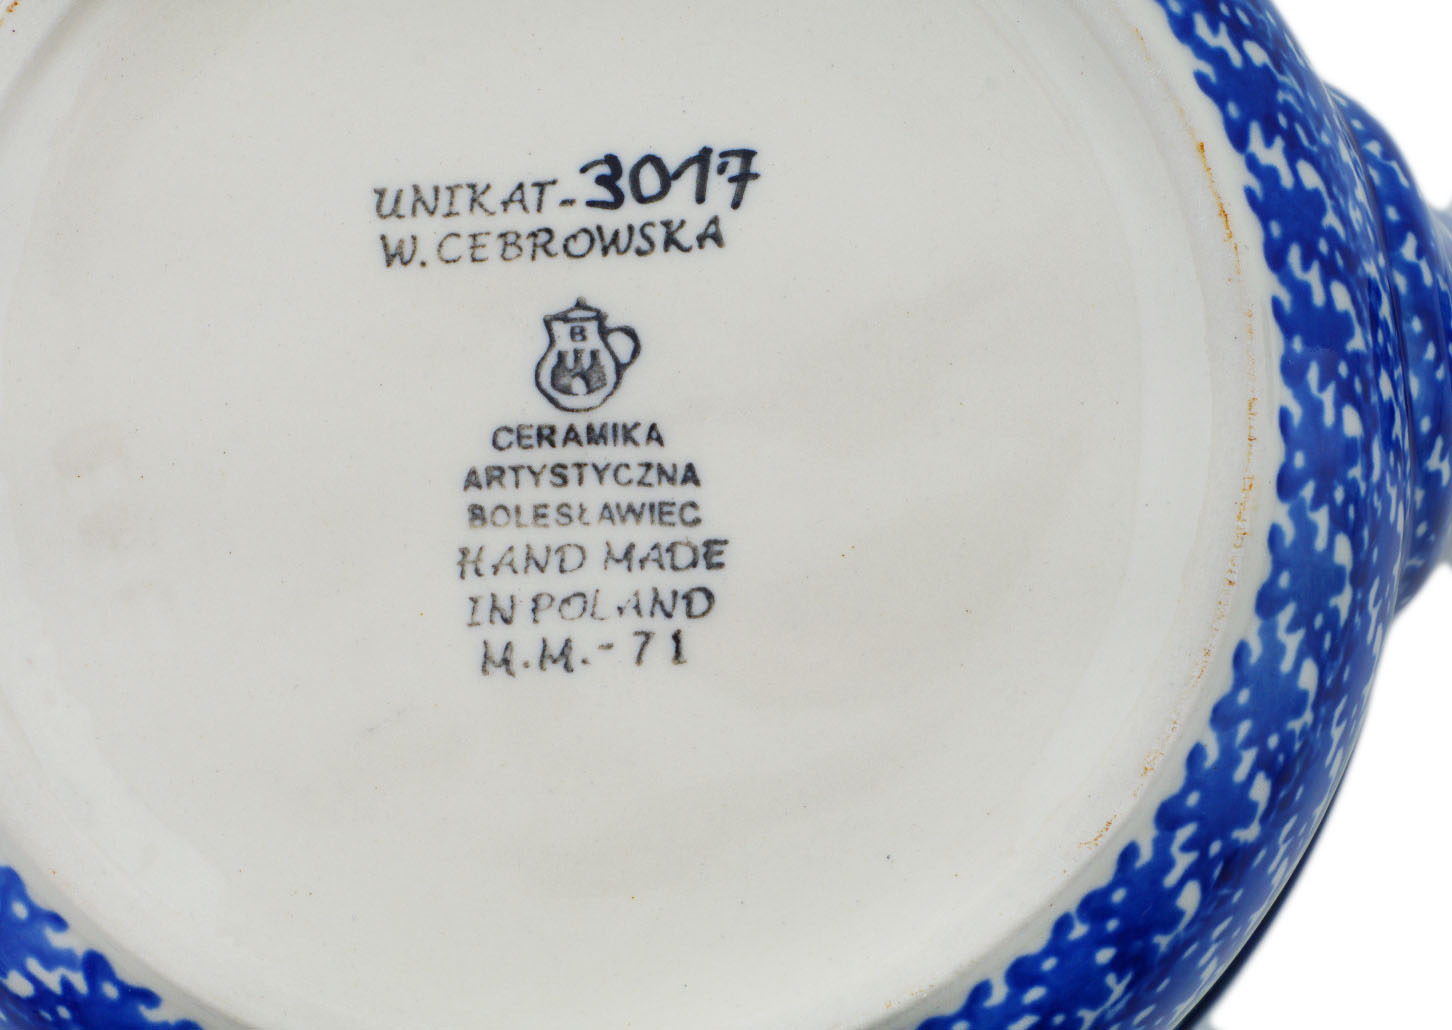 UNIKAT-3017
W.CEBROWSKA
B
CERAMIKA
ARTYSTYCZNA
BOLESŁAWIEC
HAND MADE
IN POLAND
M.M.-71